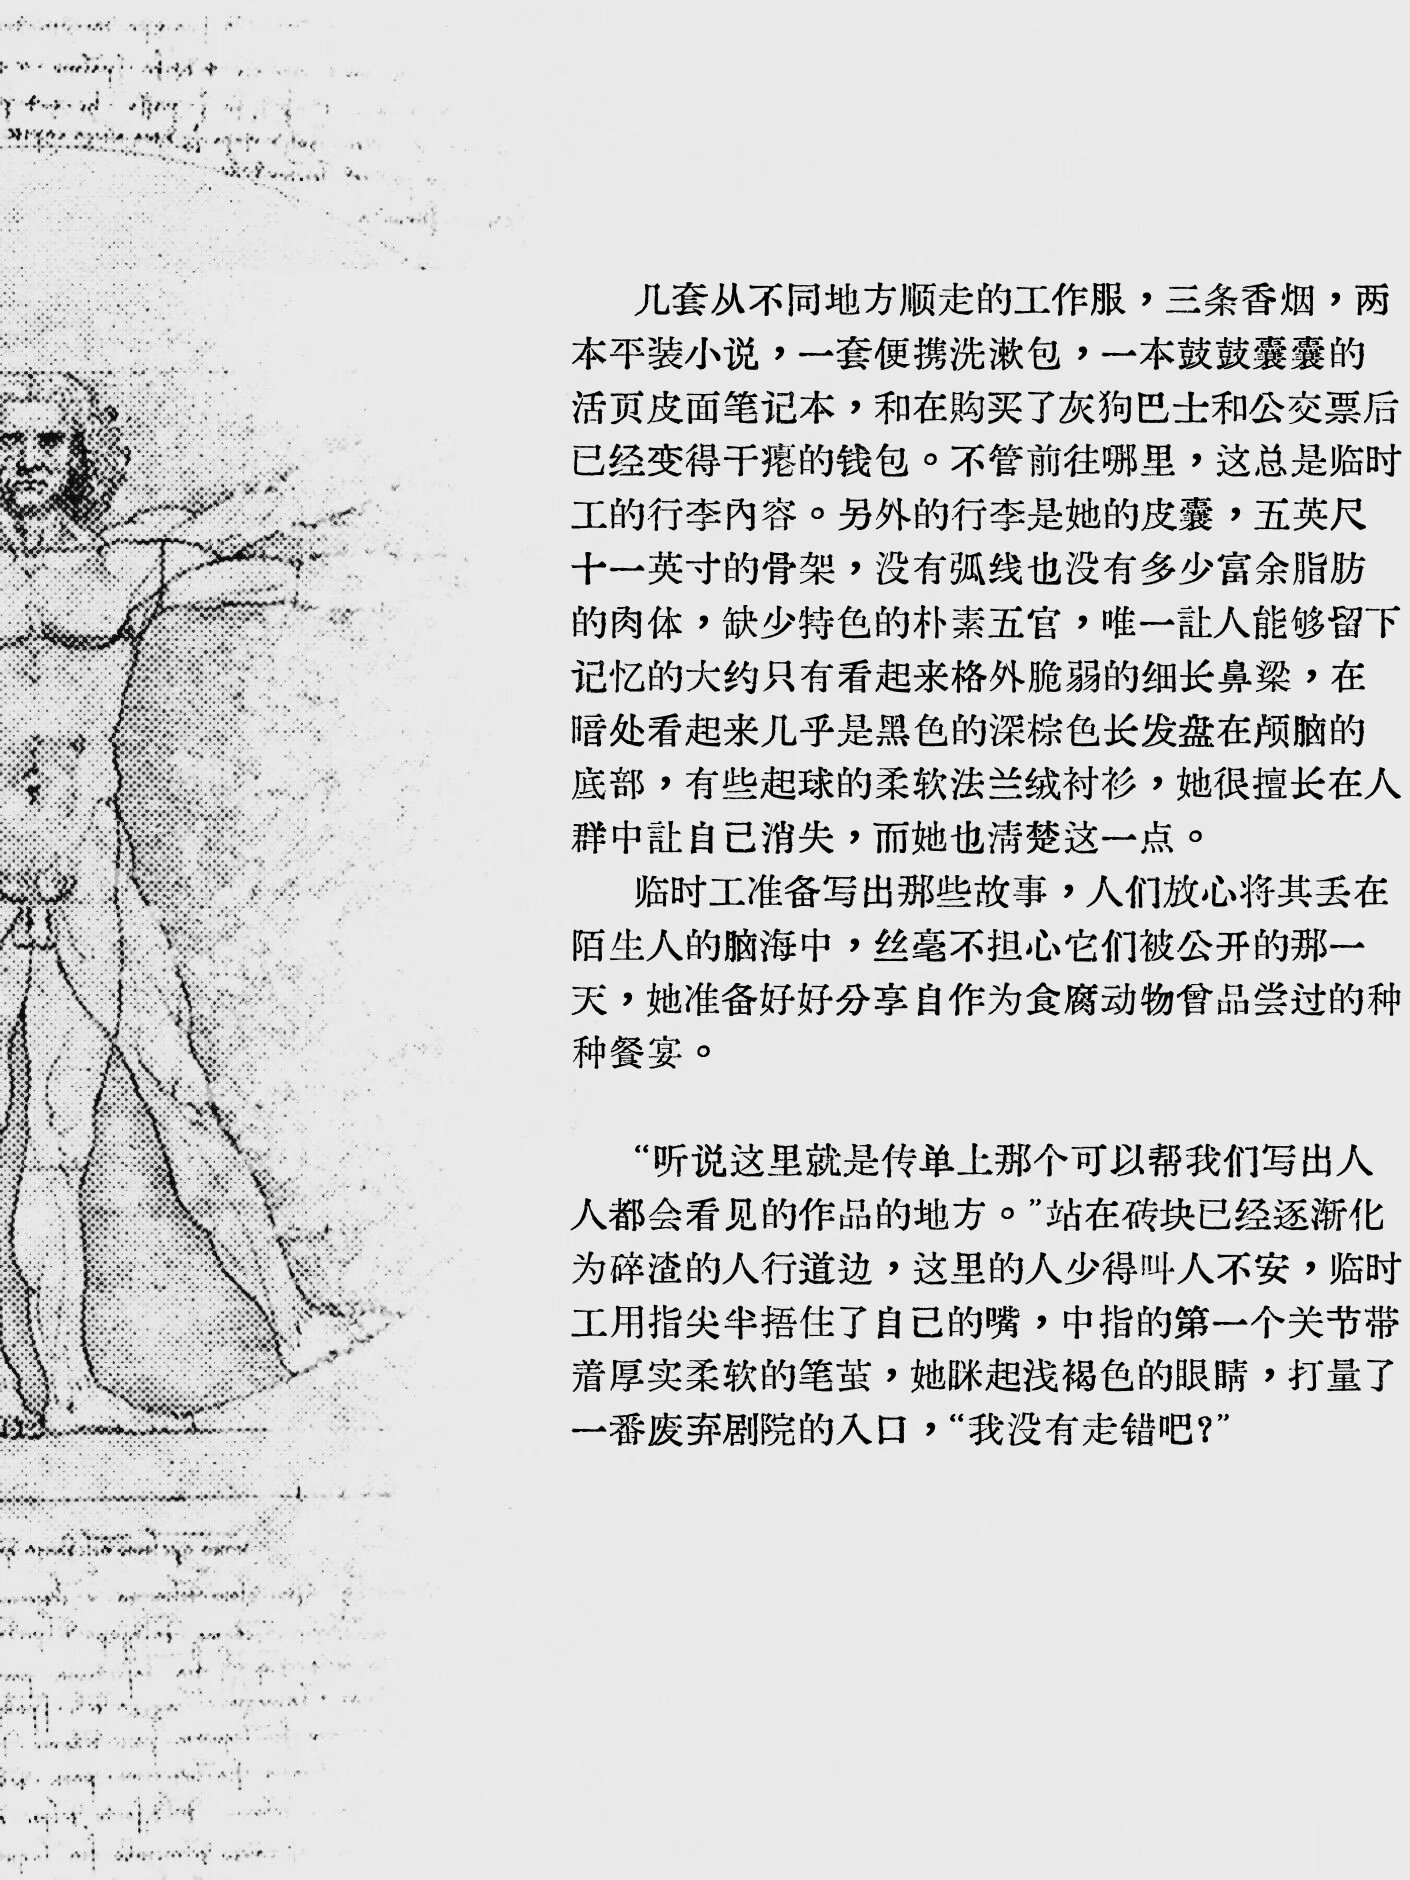 几套从不同地方顺走的工作服，三条香烟，两
本平装小说，一套便携洗漱包，一本鼓鼓囊囊的
活页皮面笔记本，和在购买了灰狗巴士和公交票后
已经变得干瘪的钱包。不管前往哪里，这总是临时
工的行李内容。另外的行李是她的皮囊，五英尺
十一英寸的骨架，没有弧线也没有多少富余脂肪
的肉体，缺少特色的朴素五官，唯一讓人能够留下
记忆的大约只有看起来格外脆弱的细长鼻梁，在
暗处看起来几乎是黑色的深棕色长发盘在颅脑的
底部，有些起球的柔软法兰绒衬衫，她很擅长在人
群中讓自己消失，而她也清楚这一点。
临时工准备写出那些故事，人们放心将其丢在
陌生人的脑海中，丝毫不担心它们被公开的那一
天，她准备好好分享自作为食腐动物曾品尝过的种
种餐宴。
“听说这里就是传单上那个可以帮我们写出人
人都会看见的作品的地方。”站在砖块已经逐渐化
为碎渣的人行道边，这里的人少得叫人不安，临时
工用指尖半捂住了自己的嘴，中指的第一个关节带
着厚实柔软的笔茧，她眯起浅褐色的眼睛，打量了
一番废弃剧院的入口，“我没有走错吧？”